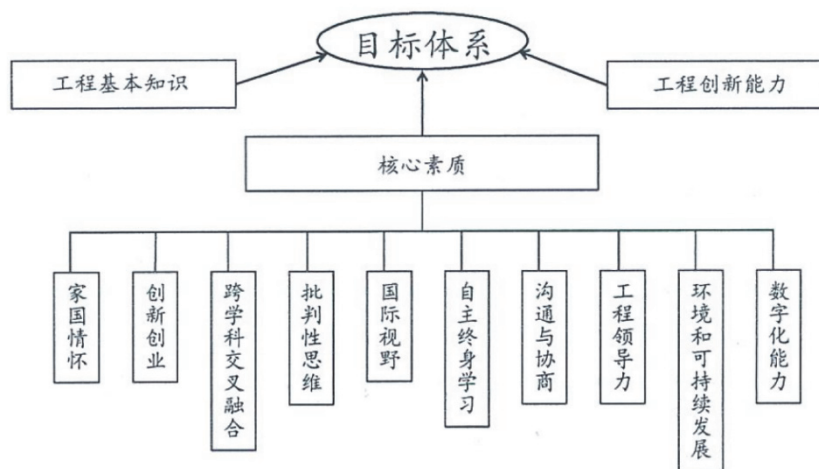 目标体系
工程基本知识
工程创新能力
核心素质
家国情怀
创新创业
跨学科交叉融合
批判性思维
国际视野
自主终身学习
沟通与协商
工程领导力
环境和可持续发展
数字化能力